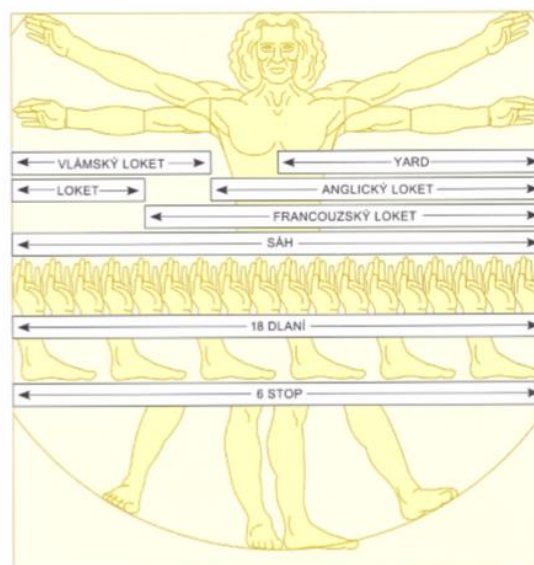 VLÁMSKÝ LOKET YARD
LOKET ANGLICKÝ LOKET
FRANCOUZSKÝ LOKET
SÁH
18 DLANÍ
6 STOP